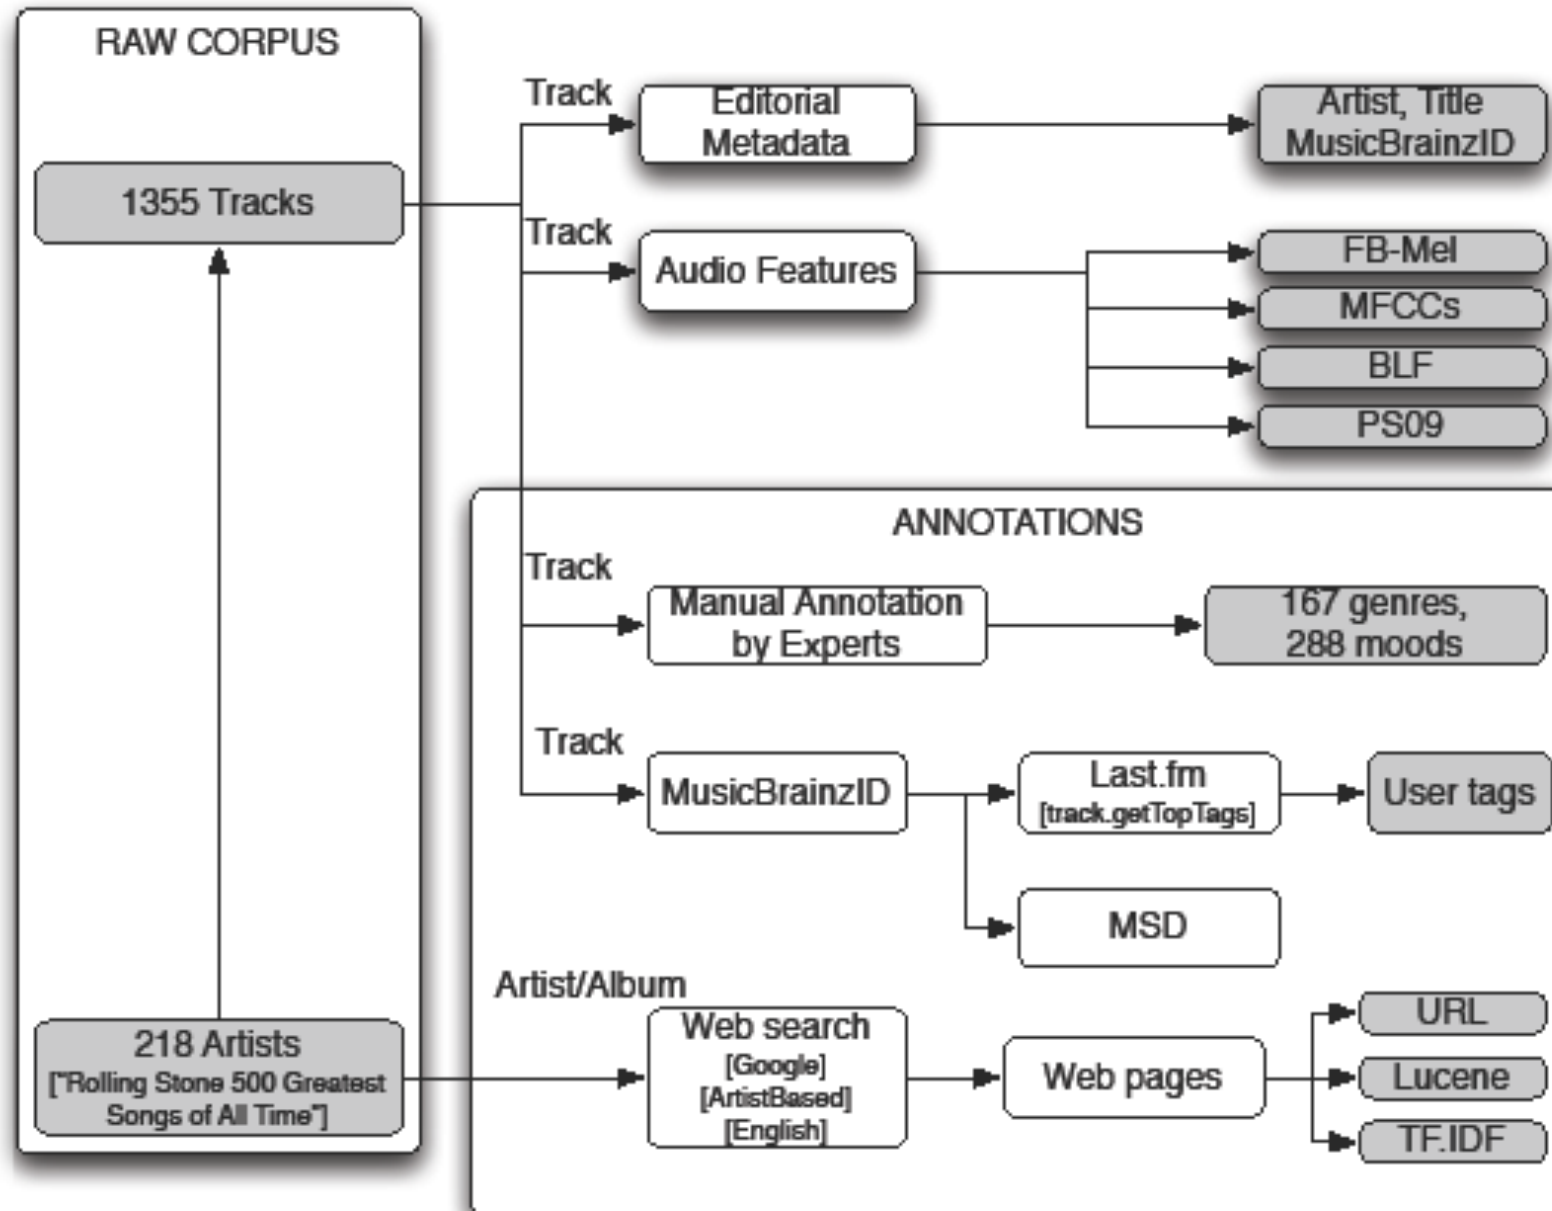 RAW CORPUS
1355 Tracks
218 Artists
["Rolling Stone 500 Greatest
Songs of All Time"]
Track
Editorial
Metadata
Artist, Title
MusicBrainzID
Track
Audio Features
FB-Mel
MFCCs
BLF
PS09
ANNOTATIONS
Track
Manual Annotation
by Experts
167 genres,
288 moods
Track
MusicBrainzID
Last.fm
[track.getTopTags]
User tags
MSD
Artist/Album
Web search
[Google]
[ArtistBased]
[English]
Web pages
URL
Lucene
TF.IDF